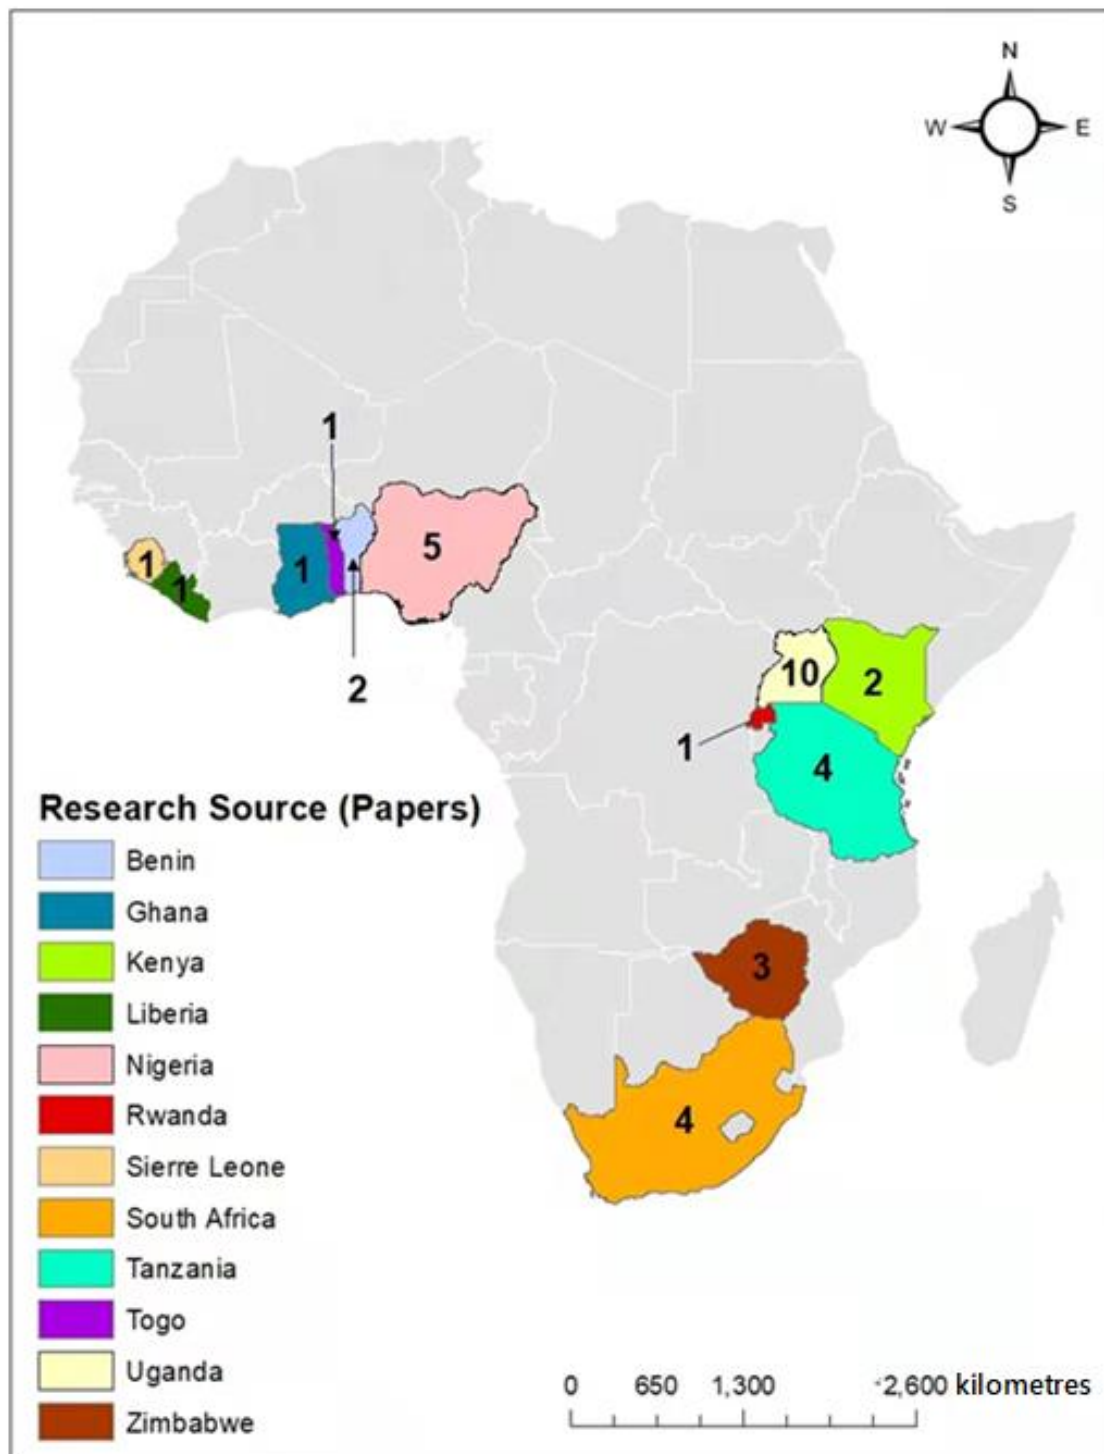 N
W E
S
1
5
1
1
1
2
10
2
1
4
3
4
Research Source (Papers)
Benin
Ghana
Kenya
Liberia
Nigeria
Rwanda
Sierre Leone
South Africa
Tanzania
Togo
Uganda
Zimbabwe
0 650 1,300 2,600 kilometres